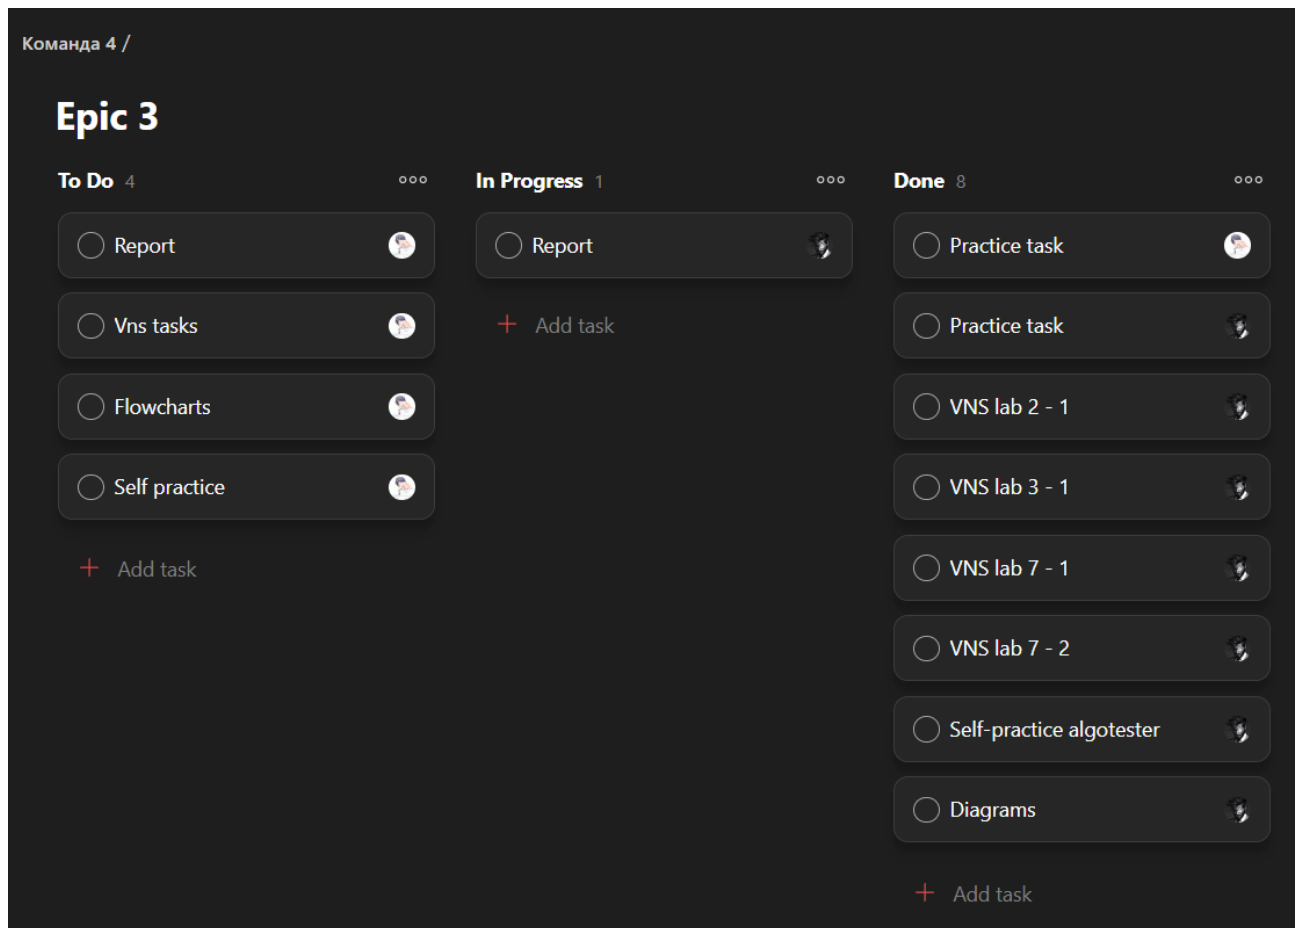 Команда 4 /
Epic 3
To Do 4
Report
Vns tasks
Flowcharts
Self practice
+ Add task
In Progress 1
Report
+ Add task
Done 8
Practice task
Practice task
VNS lab 2 - 1
VNS lab 3 - 1
VNS lab 7 - 1
VNS lab 7 - 2
Self-practice algotester
Diagrams
+ Add task